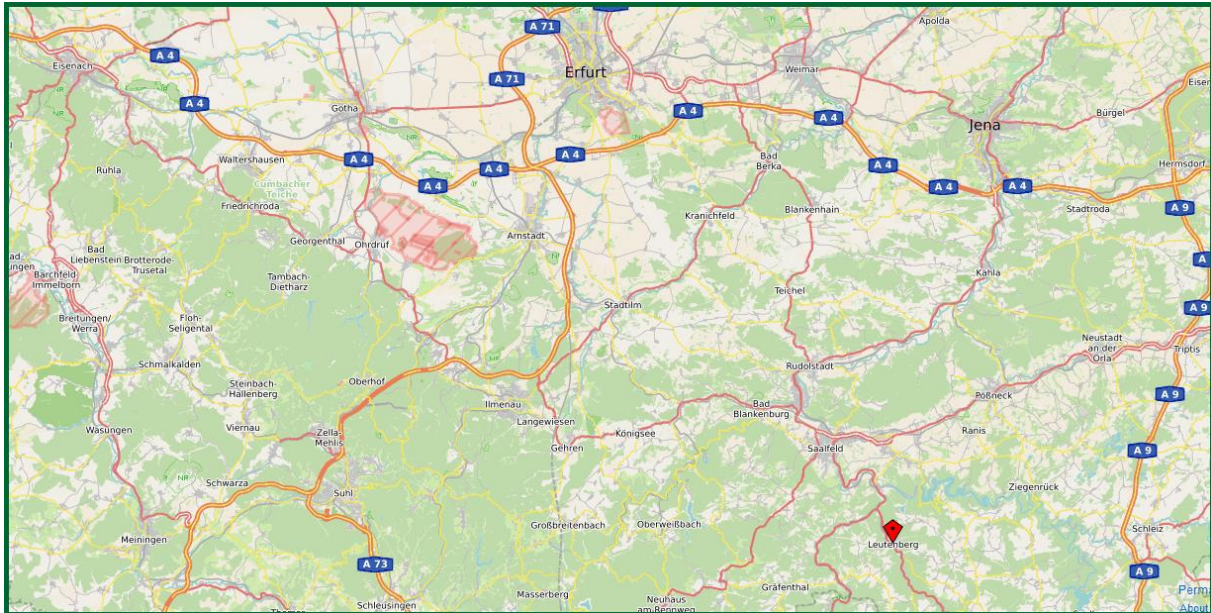 A 71
Apolda
A 4
Eisenach
A 71
Erfurt
Weimar
A 4
Gotha
A 4
A 4
Bürgel
Jena
A 4
A 4
A 4
A 4
Waltershausen
Bad
Berka
A 4
Hermsdorf
Ruhla
Cumbacher
Teiche
A 4
A 4
A 4
Friedrichroda
Kranichfeld
Blankenhain
Stadtroda
A 9
Georgenthal
Ohrdruf
Arnstadt
Bad
Liebenstein
Brotterode-
Trusetal
Barchfeld
Immelborn
Tambach-
Dietharz
Kahla
Teichel
Stadtilm
A 9
Breitungen/
Werra
Floh-
Seligental
Neustadt
an der
Orla
Triptis
Schmalkalden
Rudolstadt
Steinbach-
Hallenberg
Oberhof
Ilmenau
Pößneck
A 9
Bad
Blankenburg
Langewiesen
Viernau
Wasungen
Zella-
Mehlis
Königsee
Ranis
Gehren
Saalfeld
A 9
Schwarza
Suhl
Ziegenrück
Großbreitenbach
Oberweißbach
Schleiz
Meiningen
Leutenberg
A 73
A 9
Gräfenthal
Masserberg
Neuhaus
am Rennweg
Schleusingen
Perm
About